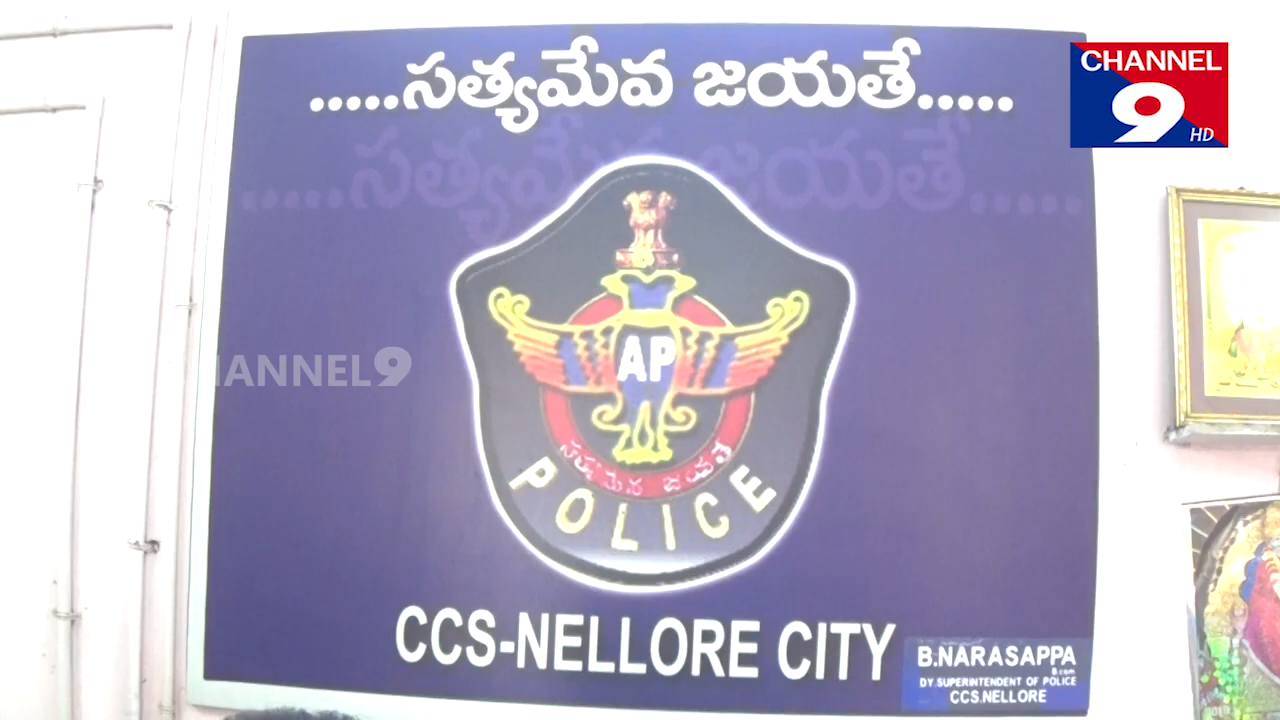 .....సత్యమేవ జయతే.....
CHANNEL
9
HD
AP
సత్యమేవ జయతే
POLICE
CHANNEL9
CCS-NELLORE CITY
B.NARASAPPA
B.com
DY.SUPERINTENDENT OF POLICE
CCS.NELLORE